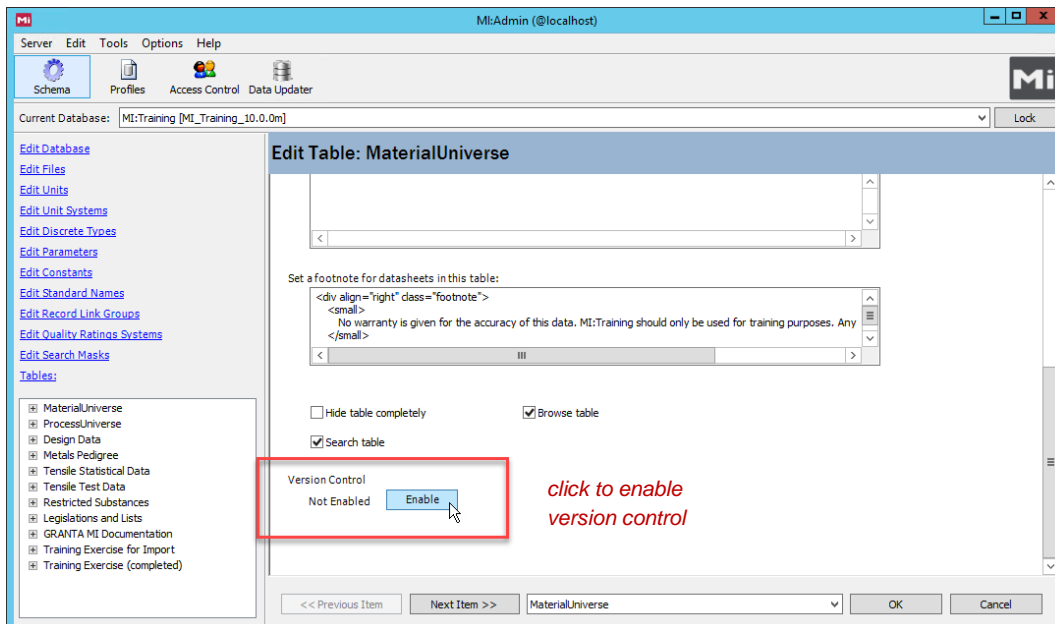 Mi
MI:Admin (@localhost)
Server Edit Tools Options Help
Schema Profiles Access Control Data Updater
Mi
Current Database: MI:Training [MI_Training_10.0.0m] Lock
Edit Database
Edit Files
Edit Units
Edit Unit Systems
Edit Discrete Types
Edit Parameters
Edit Constants
Edit Standard Names
Edit Record Link Groups
Edit Quality Ratings Systems
Edit Search Masks
Tables:
MaterialUniverse
ProcessUniverse
Design Data
Metals Pedigree
Tensile Statistical Data
Tensile Test Data
Restricted Substances
Legislations and Lists
GRANTA MI Documentation
Training Exercise for Import
Training Exercise (completed)
Edit Table: MaterialUniverse
Set a footnote for datasheets in this table:
<div align="right" class="footnote">
<small>
No warranty is given for the accuracy of this data. MI:Training should only be used for training purposes. Any
</small>
Hide table completely Browse table
Search table
Version Control
Not Enabled Enable
click to enable
version control
<< Previous Item Next Item >> MaterialUniverse OK Cancel